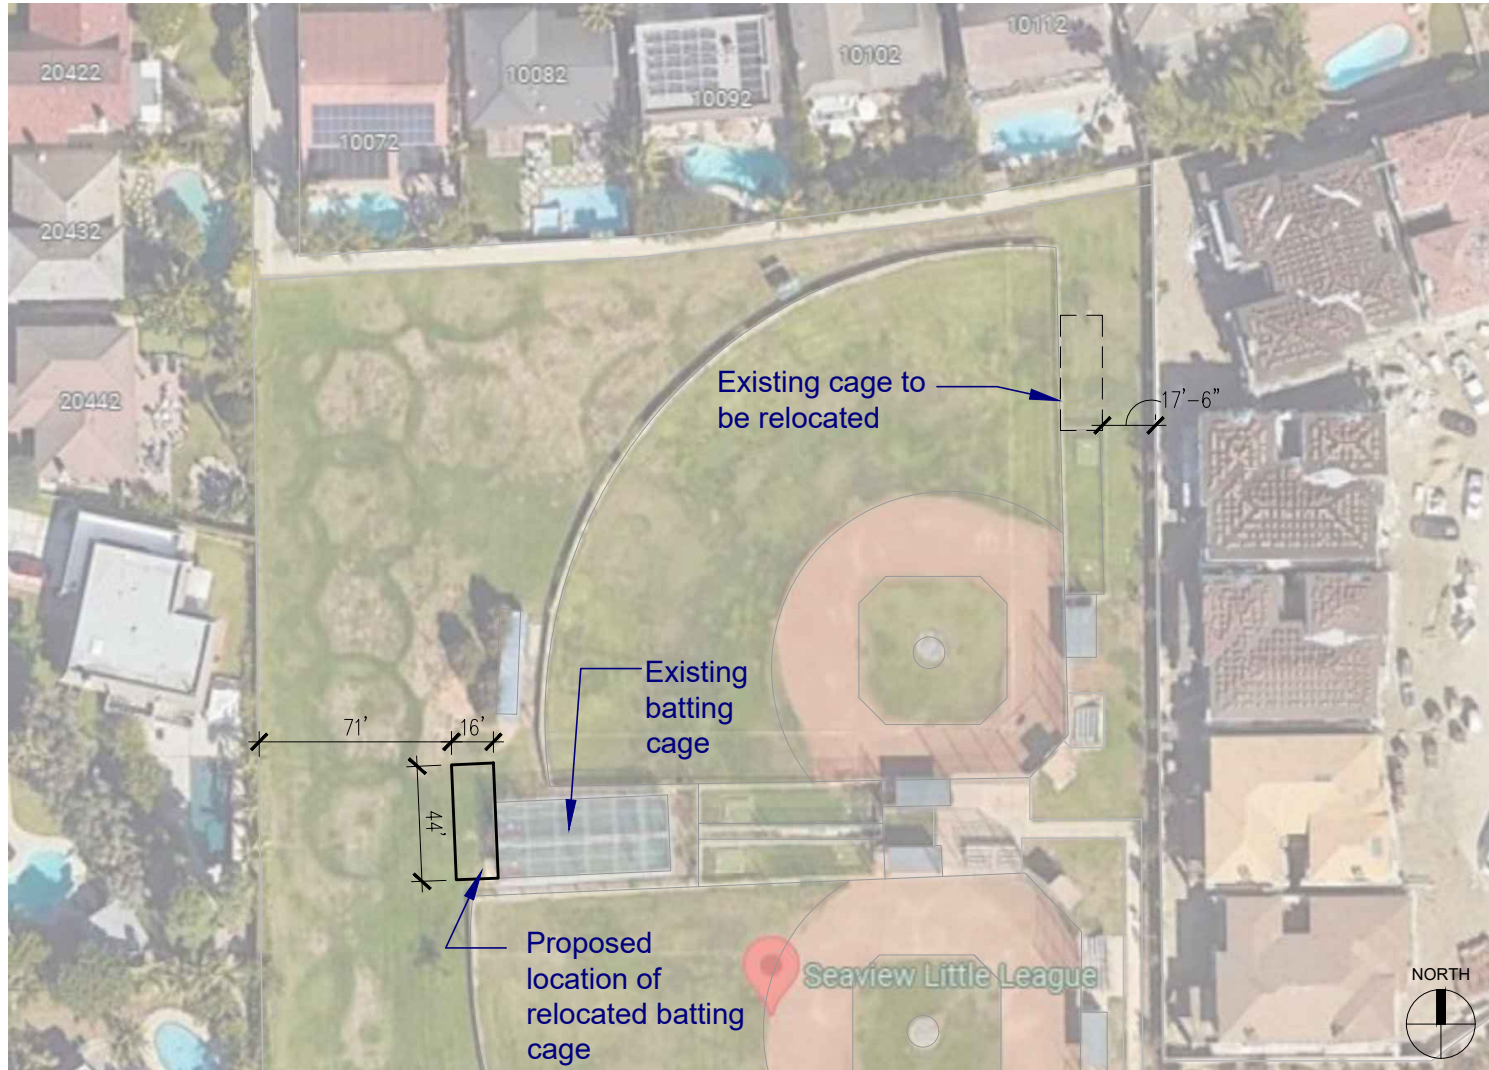 10112
10102
20422
10082
10092
10072
20432
Existing cage to
be relocated
17'-6"
20442
Existing
batting
cage
71'
16'
44'
Proposed
location of
relocated batting
cage
Seaview Little League
NORTH